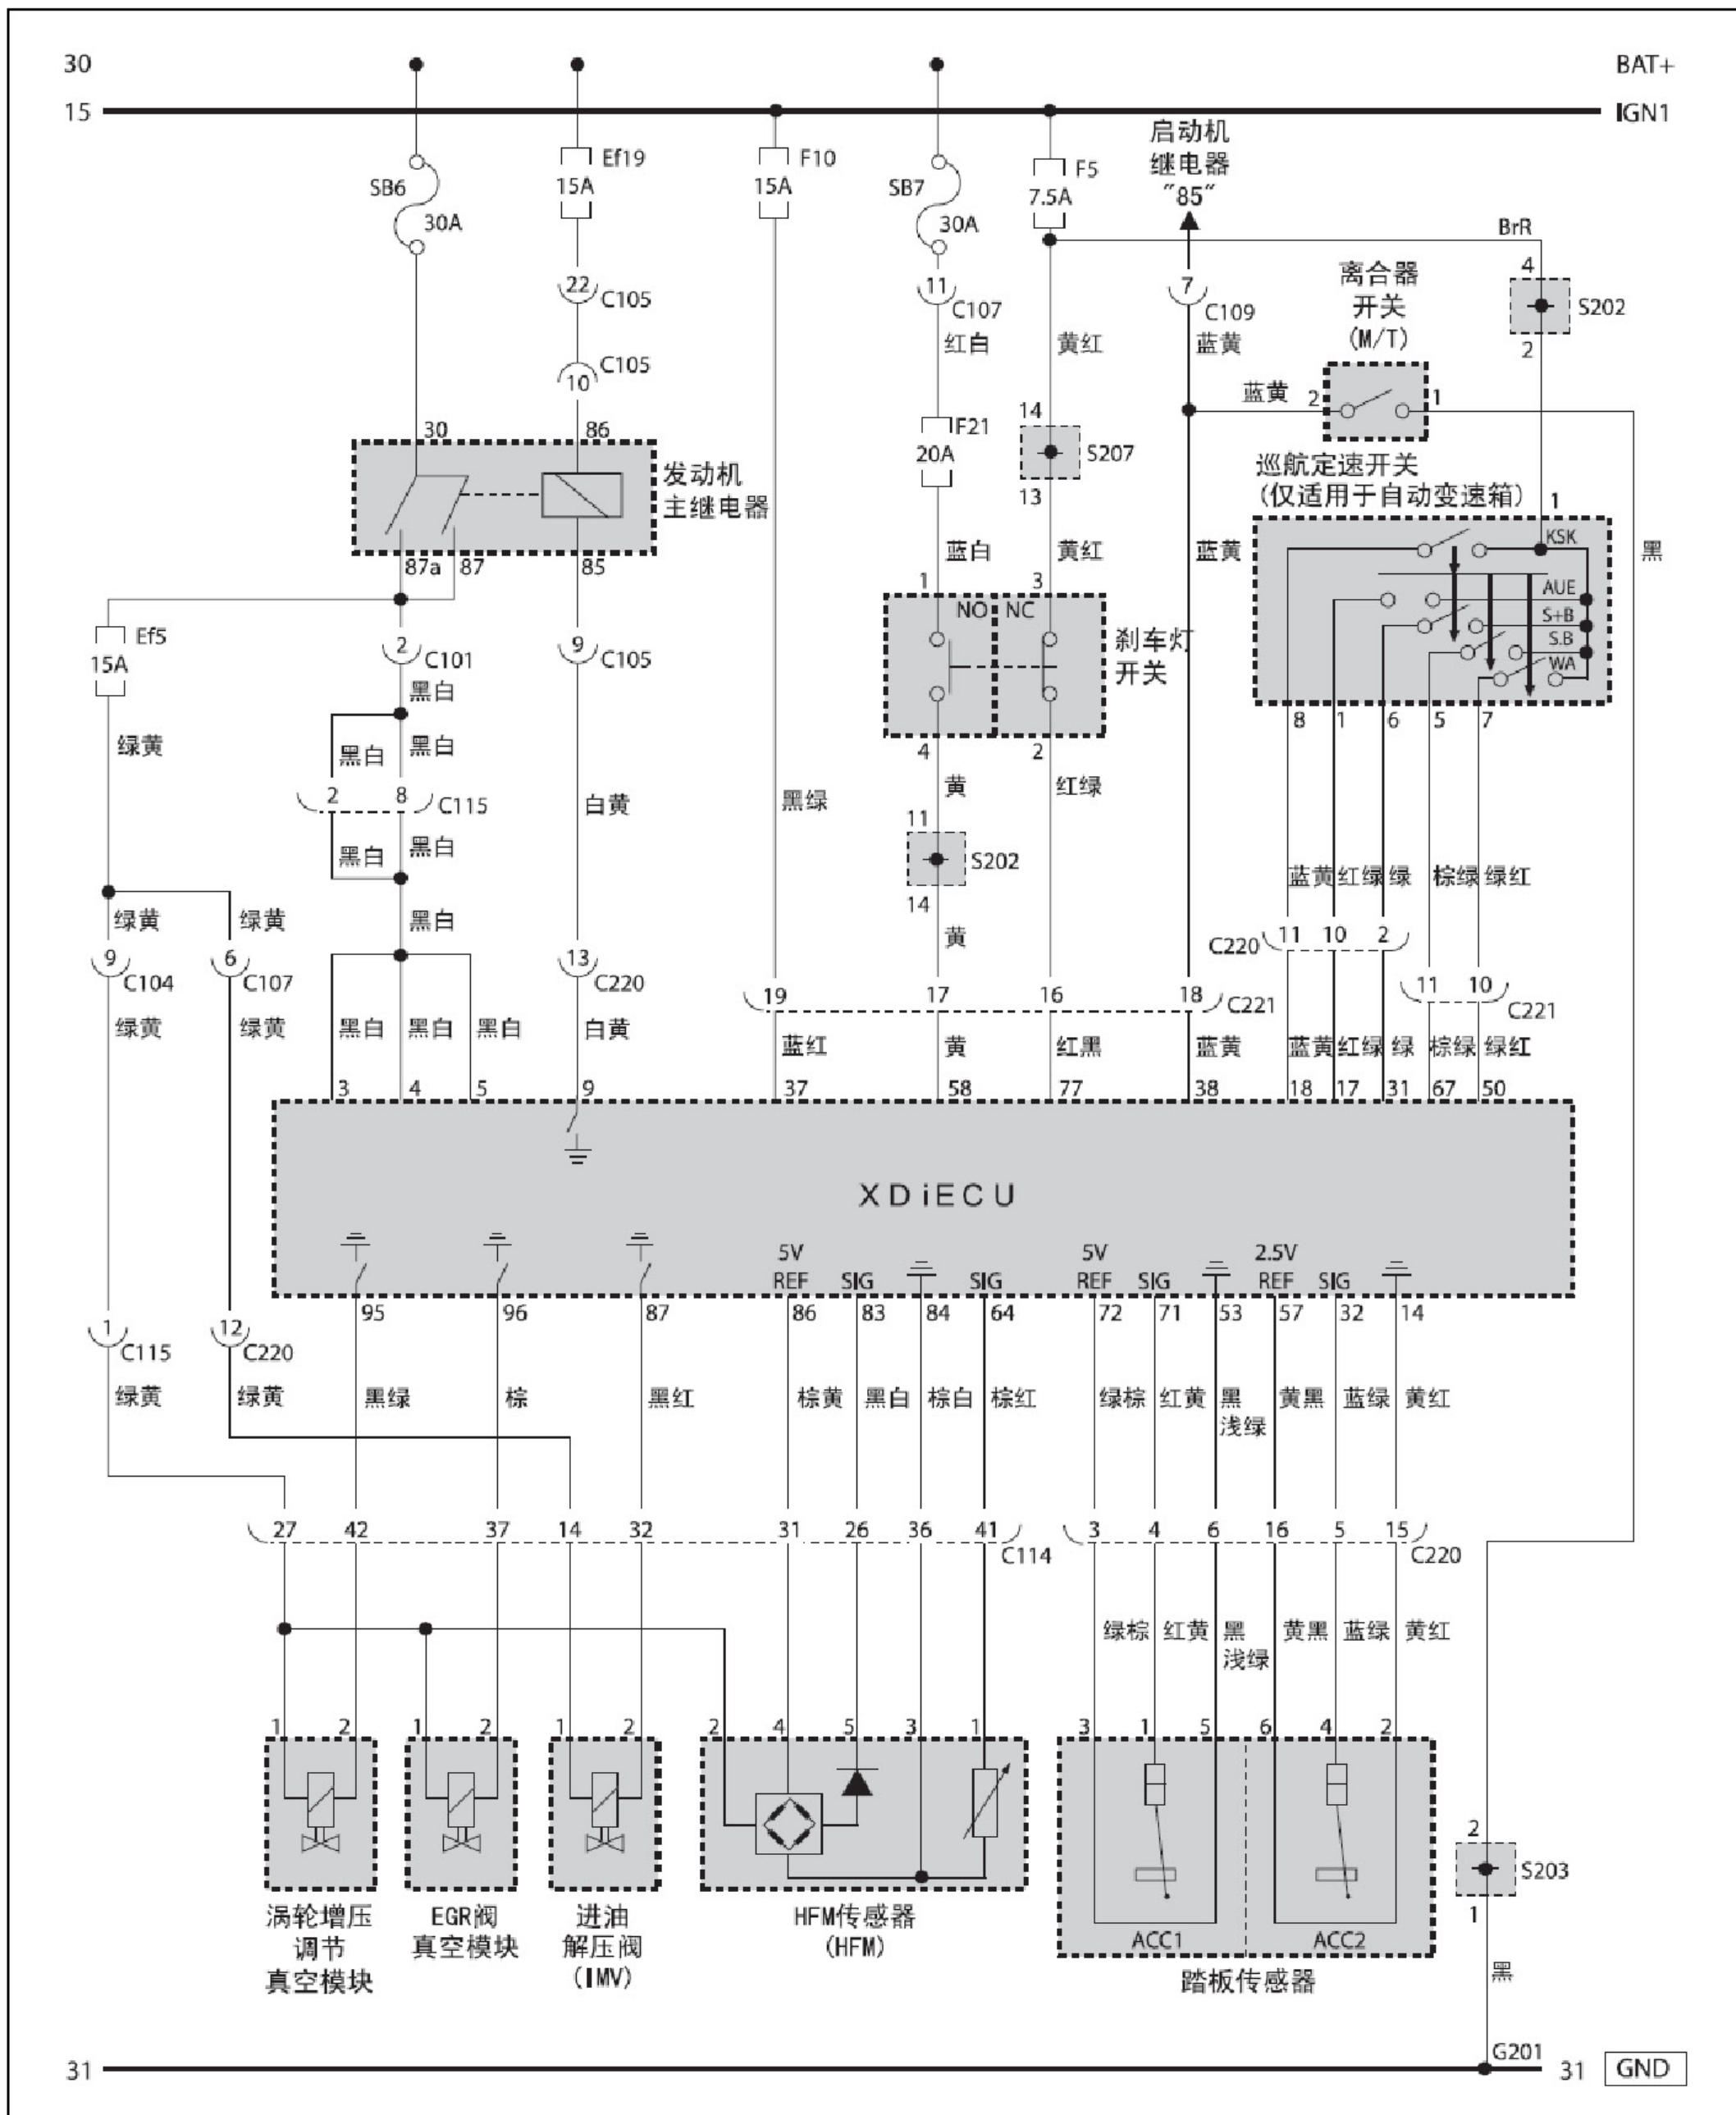 30 BAT+
15 IGN1
启动机
继电器
"85"
Ef19
15A
F10
15A
F5
7.5A
SB6
30A
SB7
30A
BrR
22 C105
11 C107
7 C109
离合器
开关
(M/T)
4
S202
2
红白 黄红 蓝黄
10 C105
蓝黄 2 1
30 86
发动机
主继电器
F21
20A
14
S207
13
巡航定速开关
(仅适用于自动变速箱) 1
87a 87 85
蓝白 黄红 蓝黄 黑
KSK
AUE
S+B
S.B
WA
1 3
NO NC
刹车灯
开关
Ef5
15A
2 C101
9 C105
黑白
4 2
8 1 6 5 7
绿黄 黑白 黑白
2 8 C115
白黄 黑绿 黄 红绿
黑白 黑白
11
S202
14
蓝黄 红绿 绿 棕绿 绿红
绿黄 绿黄 黑白
黄
C220 11 10 2
9 C104
6 C107
13 C220
11 10 C221
19 17 16 18 C221
绿黄 绿黄 黑白 黑白 黑白 白黄 蓝红 黄 红黑 蓝黄 蓝黄 红绿 绿 棕绿 绿红
3 4 5 9 37 58 77 38 18 17 31 67 50
XDiECU
5V 5V 2.5V
REF SIG SIG REF SIG REF SIG
95 96 87 86 83 84 64 72 71 53 57 32 14
1 C115
12 C220
绿黄 绿黄 黑绿 棕 黑红 棕黄 黑白 棕白 棕红 绿棕 红黄 黑 黄黑 蓝绿 黄红
浅绿
27 42 37 14 32 31 26 36 41 C114
3 4 6 16 5 15 C220
绿棕 红黄 黑 黄黑 蓝绿 黄红
浅绿
1 2 1 2 1 2 2 4 5 3 1 3 1 5 6 4 2
2
S203
1
ACC1 ACC2
涡轮增压
调节
真空模块
EGR阀
真空模块
进油
解压阀
(IMV)
HFM传感器
(HFM)
踏板传感器
黑
G201
31 31 GND